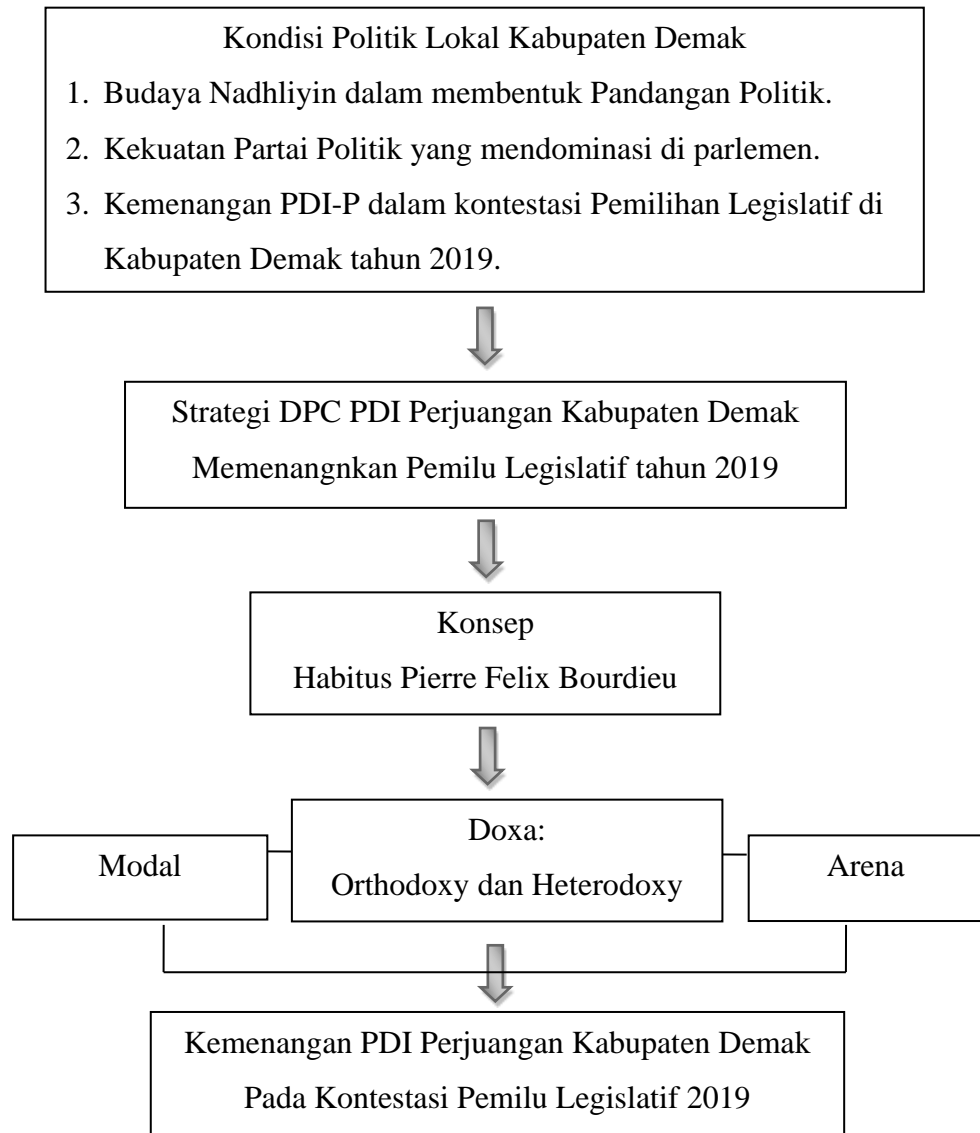 Kondisi Politik Lokal Kabupaten Demak
1. Budaya Nadhliyin dalam membentuk Pandangan Politik.
2. Kekuatan Partai Politik yang mendominasi di parlemen.
3. Kemenangan PDI-P dalam kontestasi Pemilihan Legislatif di
Kabupaten Demak tahun 2019.
Strategi DPC PDI Perjuangan Kabupaten Demak
Memenangnkan Pemilu Legislatif tahun 2019
Konsep
Habitus Pierre Felix Bourdieu
Modal
Doxa:
Orthodoxy dan Heterodoxy
Arena
Kemenangan PDI Perjuangan Kabupaten Demak
Pada Kontestasi Pemilu Legislatif 2019